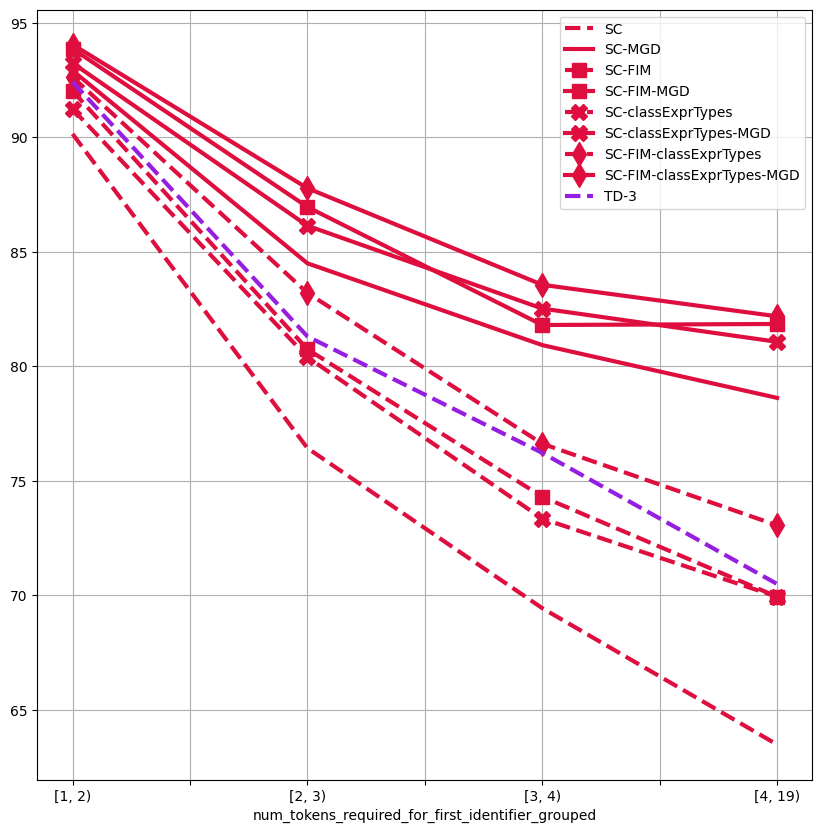 95
90
85
80
75
70
65
[1, 2)
[2, 3)
[3, 4)
[4, 19)
num_tokens_required_for_first_identifier_grouped
SC
SC-MGD
SC-FIM
SC-FIM-MGD
SC-classExprTypes
SC-classExprTypes-MGD
SC-FIM-classExprTypes
SC-FIM-classExprTypes-MGD
TD-3